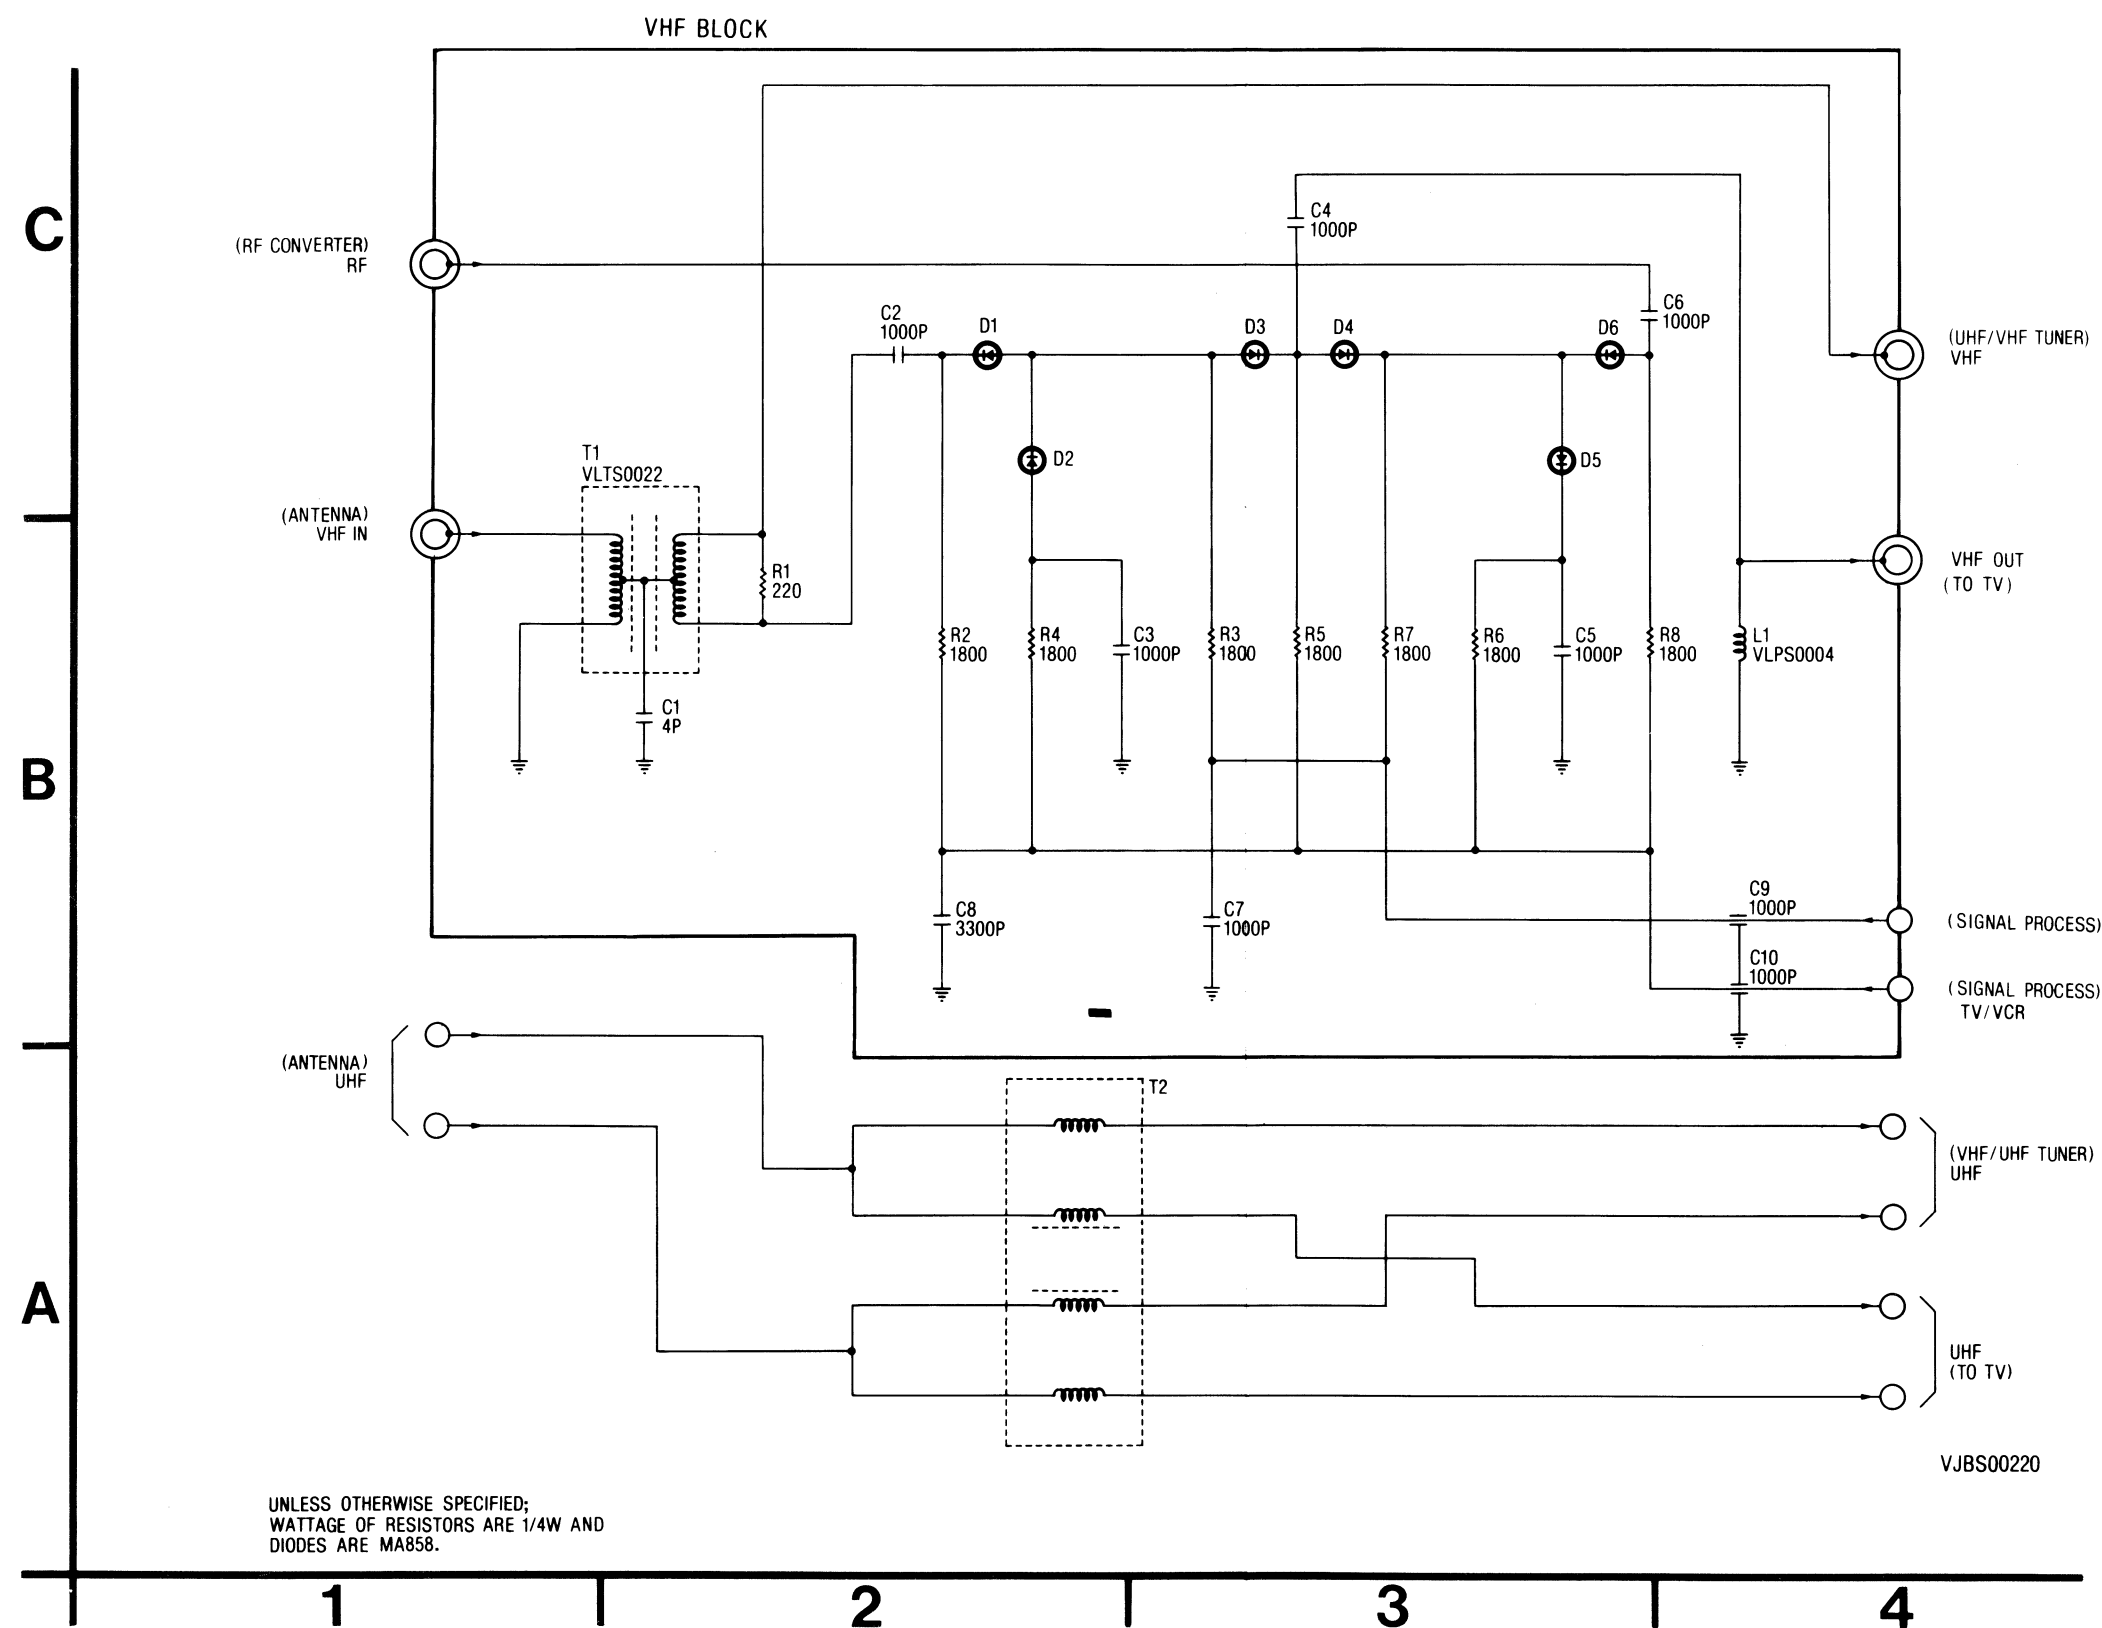 VHF BLOCK
C
(RF CONVERTER)
RF
C4
1000P
C2
1000P
D1
D3
D4
D6
C6
1000P
(UHF/VHF TUNER)
VHF
T1
VLTS0022
D2
D5
(ANTENNA)
VHF IN
R1
220
VHF OUT
(TO TV)
R2
1800
R4
1800
C3
1000P
R3
1800
R5
1800
R7
1800
R6
1800
C5
1000P
R8
1800
L1
VLPS0004
C1
4P
B
C8
3300P
C7
1000P
C9
1000P
(SIGNAL PROCESS)
C10
1000P
(SIGNAL PROCESS)
TV/VCR
(ANTENNA)
UHF
T2
(VHF/UHF TUNER)
UHF
A
UHF
(TO TV)
VJBS00220
UNLESS OTHERWISE SPECIFIED;
WATTAGE OF RESISTORS ARE 1/4W AND
DIODES ARE MA858.
1
2
3
4